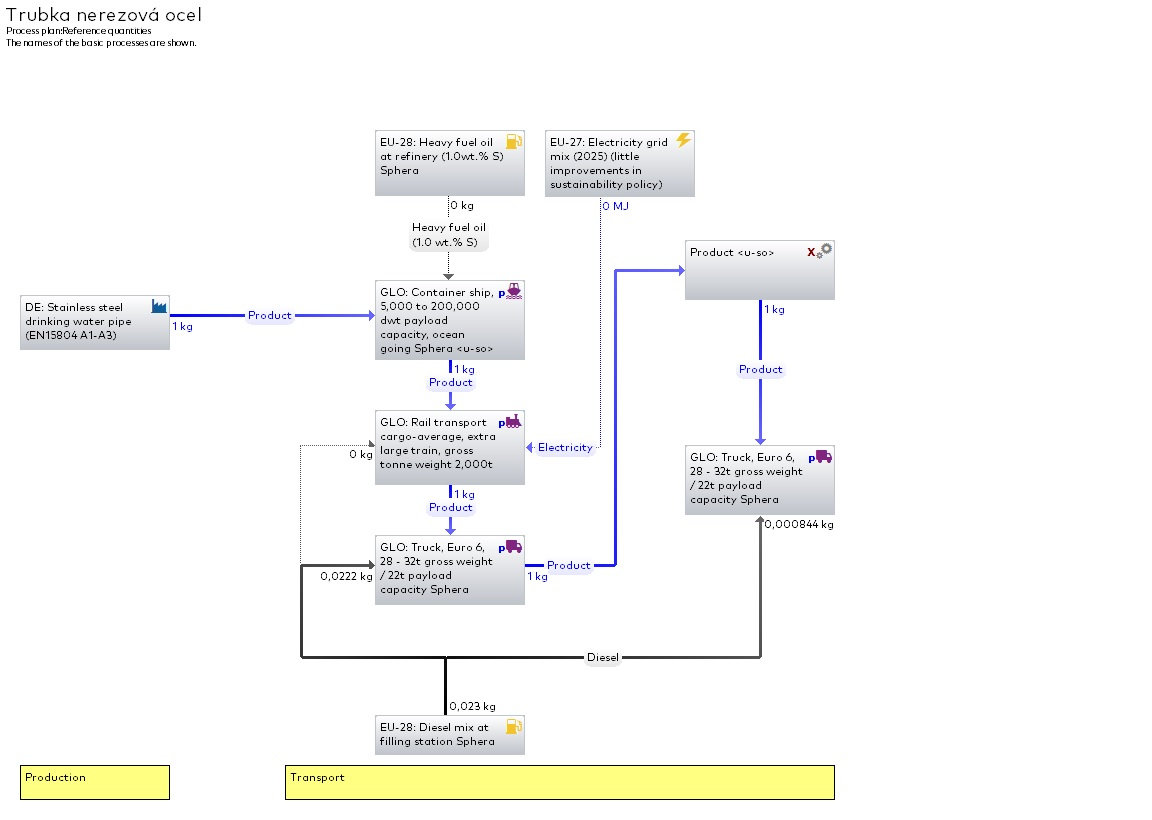 Trubka nerezová ocel
Process plan:Reference quantities
The names of the basic processes are shown.
EU-28: Heavy fuel oil
at refinery (1.0wt.% S)
Sphera
EU-27: Electricity grid
mix (2025) (little
improvements in
sustainability policy)
0 kg
0 MJ
Heavy fuel oil
(1.0 wt.% S)
Product <u-so>
X
DE: Stainless steel
drinking water pipe
(EN15804 A1-A3)
1 kg
Product
GLO: Container ship,
p
5,000 to 200,000
dwt payload
capacity, ocean
going Sphera <u-so>
1 kg
Product
1 kg
Product
GLO: Rail transport
p
cargo-average, extra
large train, gross
tonne weight 2,000t
0 kg
Electricity
1 kg
Product
GLO: Truck, Euro 6,
p
28 - 32t gross weight
/ 22t payload
capacity Sphera
0,000844 kg
GLO: Truck, Euro 6,
p
28 - 32t gross weight
/ 22t payload
capacity Sphera
0,0222 kg
Product
1 kg
Diesel
0,023 kg
EU-28: Diesel mix at
filling station Sphera
Production
Transport